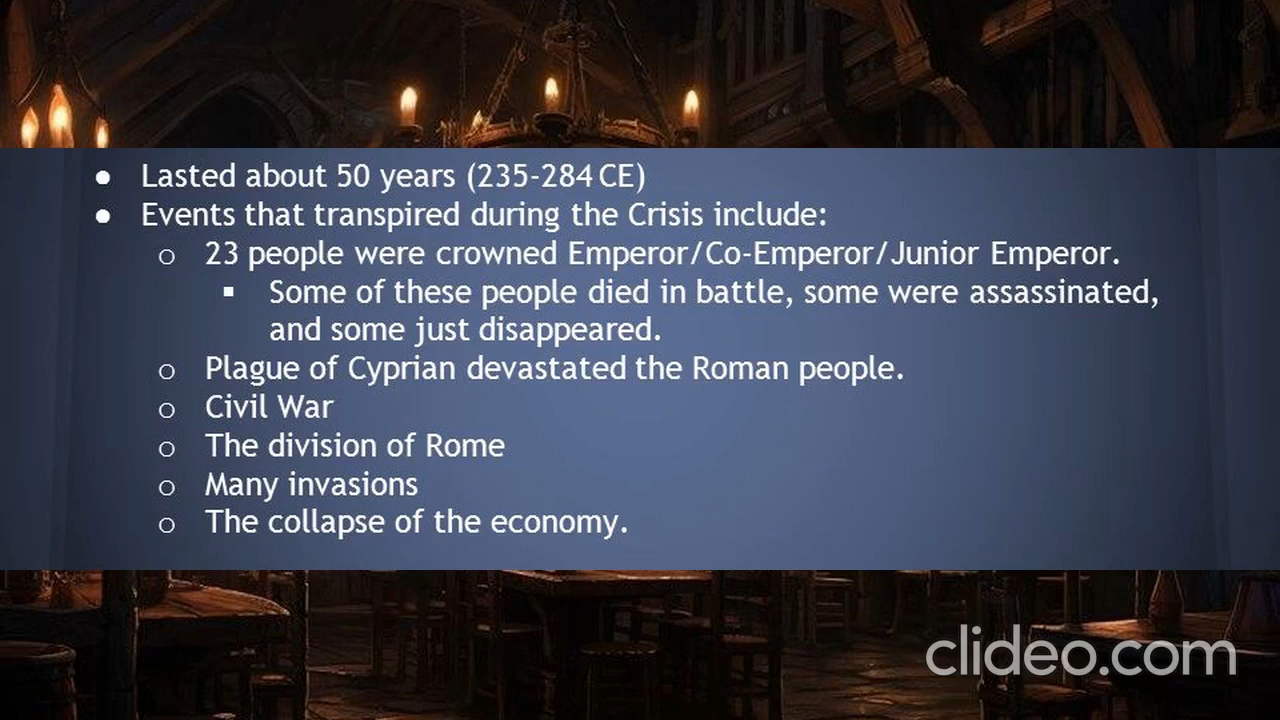 ● Lasted about 50 years (235-284 CE)
● Events that transpired during the Crisis include:
○ 23 people were crowned Emperor/Co-Emperor/Junior Emperor.
▪ Some of these people died in battle, some were assassinated,
and some just disappeared.
○ Plague of Cyprian devastated the Roman people.
○ Civil War
○ The division of Rome
○ Many invasions
○ The collapse of the economy.
clideo.com